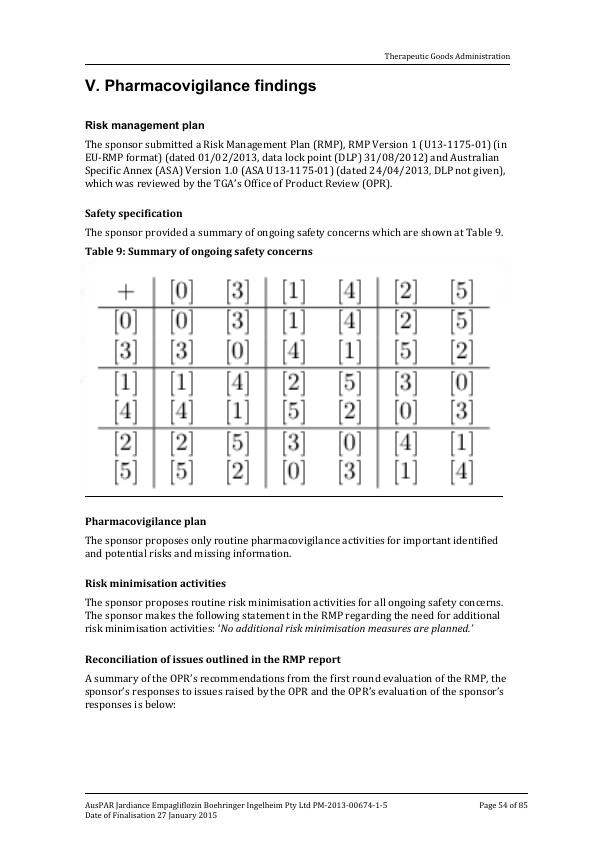 Therapeutic Goods Administration
V. Pharmacovigilance findings
Risk management plan
The sponsor submitted a Risk Management Plan (RMP), RMP Version 1 (U13-1175-01) (in
EU-RMP format) (dated 01/02/2013, data lock point (DLP) 31/08/2012) and Australian
Specific Annex (ASA) Version 1.0 (ASA U13-1175-01) (dated 24/04/2013, DLP not given),
which was reviewed by the TGA's Office of Product Review (OPR).
Safety specification
The sponsor provided a summary of ongoing safety concerns which are shown at Table 9.
Table 9: Summary of ongoing safety concerns
+ [0] [3] [1] [4] [2] [5]
[0] [0] [3] [1] [4] [2] [5]
[3] [3] [0] [4] [1] [5] [2]
[1] [1] [4] [2] [5] [3] [0]
[4] [4] [1] [5] [2] [0] [3]
[2] [2] [5] [3] [0] [4] [1]
[5] [5] [2] [0] [3] [1] [4]
Pharmacovigilance plan
The sponsor proposes only routine pharmacovigilance activities for important identified
and potential risks and missing information.
Risk minimisation activities
The sponsor proposes routine risk minimisation activities for all ongoing safety concerns.
The sponsor makes the following statement in the RMP regarding the need for additional
risk minimisation activities: 'No additional risk minimisation measures are planned.'
Reconciliation of issues outlined in the RMP report
A summary of the OPR's recommendations from the first round evaluation of the RMP, the
sponsor's responses to issues raised by the OPR and the OPR's evaluation of the sponsor's
responses is below:
AusPAR Jardiance Empagliflozin Boehringer Ingelheim Pty Ltd PM-2013-00674-1-5 Page 54 of 85
Date of Finalisation 27 January 2015